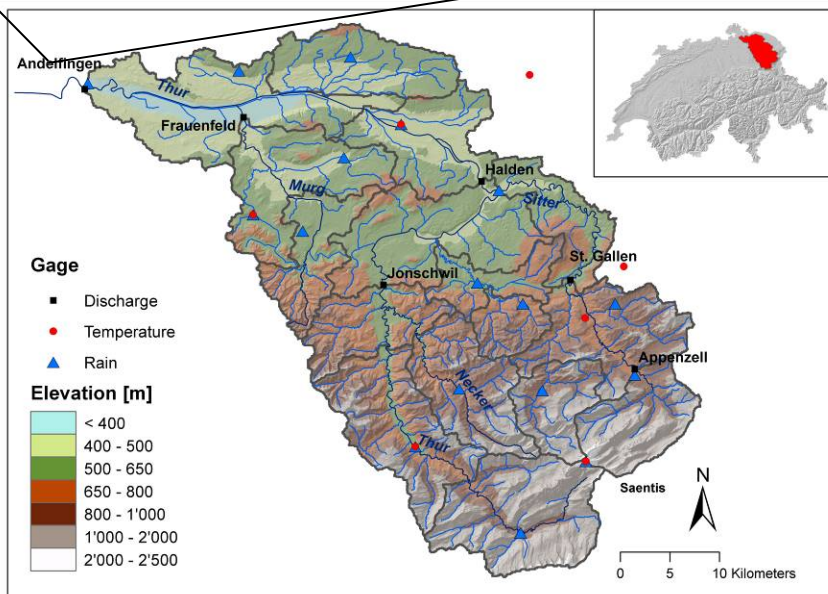 Andelfingen
Thur
Frauenfeld
Halden
Murg
Sitter
St. Gallen
Jonschwil
Appenzell
Necker
Thur
Saentis
N
0 5 10 Kilometers
Gage
Discharge
Temperature
Rain
Elevation [m]
< 400
400 - 500
500 - 650
650 - 800
800 - 1'000
1'000 - 2'000
2'000 - 2'500